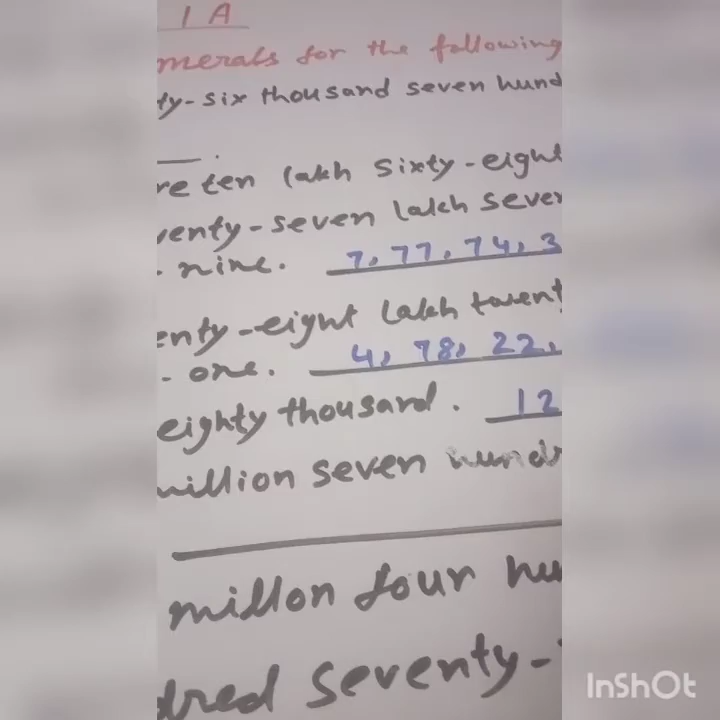 1 A
merals for the following
ty-six thousand seven hund
re ten lakh sixty-eight
venty-seven lakh seven
- nine. 7,77,74,3
enty-eight lakh twent
- one. 4,78,22,
eighty thousand. 12
million seven hundr
millon four hu
dred seventy-
InShOt